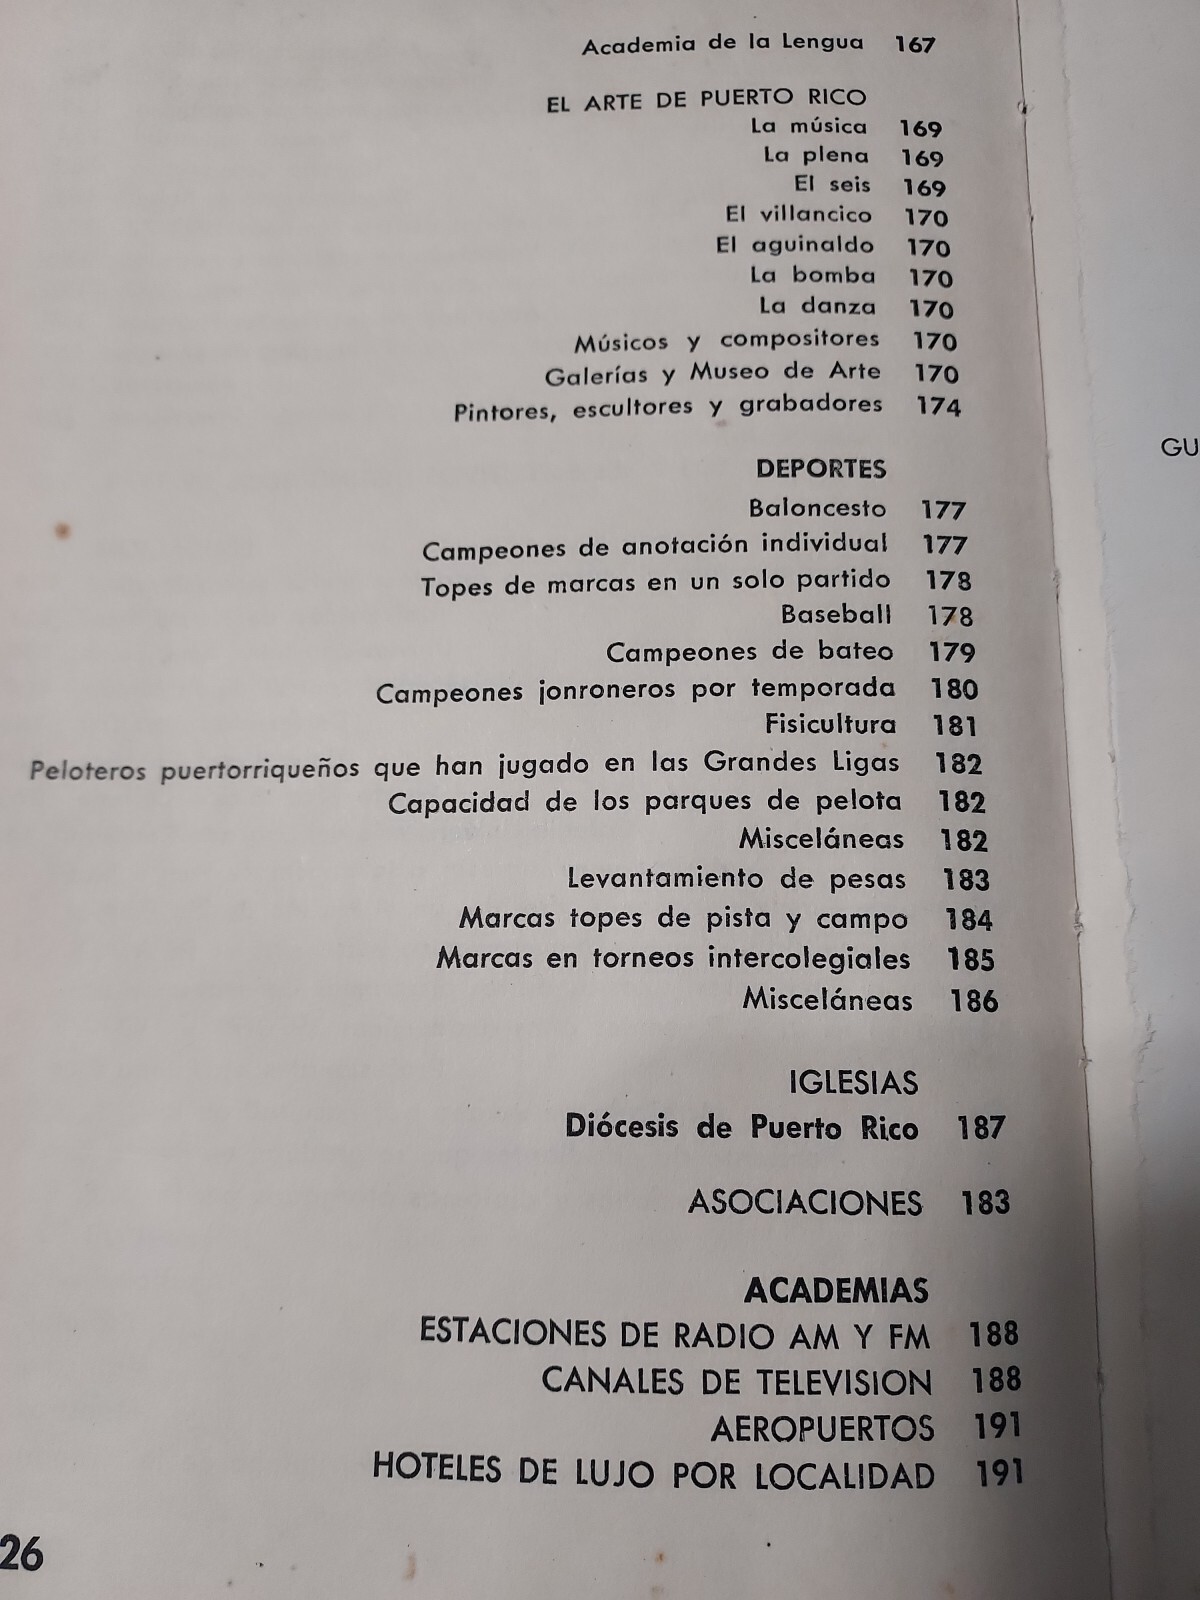 Academia de la Lengua 167
EL ARTE DE PUERTO RICO
La música 169
La plena 169
El seis 169
El villancico 170
El aguinaldo 170
La bomba 170
La danza 170
Músicos y compositores 170
Galerías y Museo de Arte 170
Pintores, escultores y grabadores 174
DEPORTES
Baloncesto 177
Campeones de anotación individual 177
Topes de marcas en un solo partido 178
Baseball 178
Campeones de bateo 179
Campeones jonroneros por temporada 180
Fisicultura 181
Peloteros puertorriqueños que han jugado en las Grandes Ligas 182
Capacidad de los parques de pelota 182
Misceláneas 182
Levantamiento de pesas 183
Marcas topes de pista y campo 184
Marcas en torneos intercolegiales 185
Misceláneas 186
IGLESIAS
Diócesis de Puerto Rico 187
ASOCIACIONES 183
ACADEMIAS
ESTACIONES DE RADIO AM Y FM 188
CANALES DE TELEVISION 188
AEROPUERTOS 191
HOTELES DE LUJO POR LOCALIDAD 191
26
GU